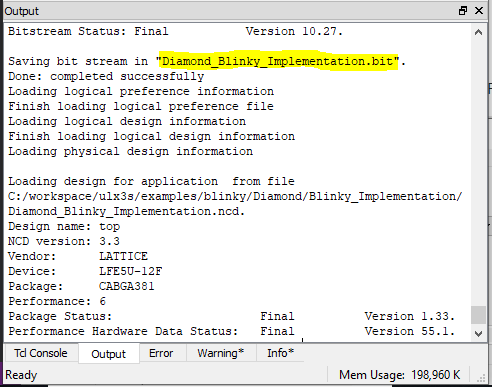 Output
Bitstream Status: Final Version 10.27.
Saving bit stream in "Diamond_Blinky_Implementation.bit".
Done: completed successfully
Loading logical preference information
Finish loading logical preference file
Loading logical design information
Finish loading logical design information
Loading physical design information
Loading design for application from file
C:/workspace/ulx3s/examples/blinky/Diamond/Blinky_Implementation/
Diamond_Blinky_Implementation.ncd.
Design name: top
NCD version: 3.3
Vendor: LATTICE
Device: LFE5U-12F
Package: CABGA381
Performance: 6
Package Status: Final Version 1.33.
Performance Hardware Data Status: Final Version 55.1.
Tcl Console Output Error Warning* Info*
Ready Mem Usage: 198,960 K